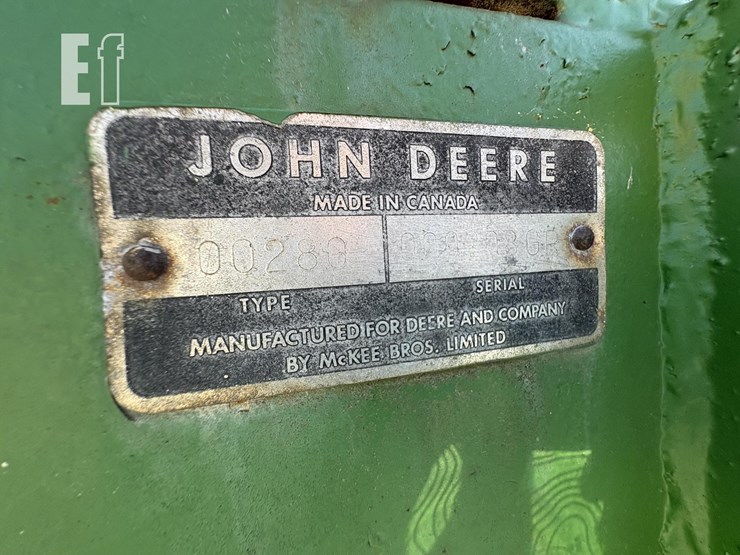 Ef
JOHN DEERE
MADE IN CANADA
00280
TYPE SERIAL
MANUFACTURED FOR DEERE AND COMPANY
BY McKEE BROS. LIMITED